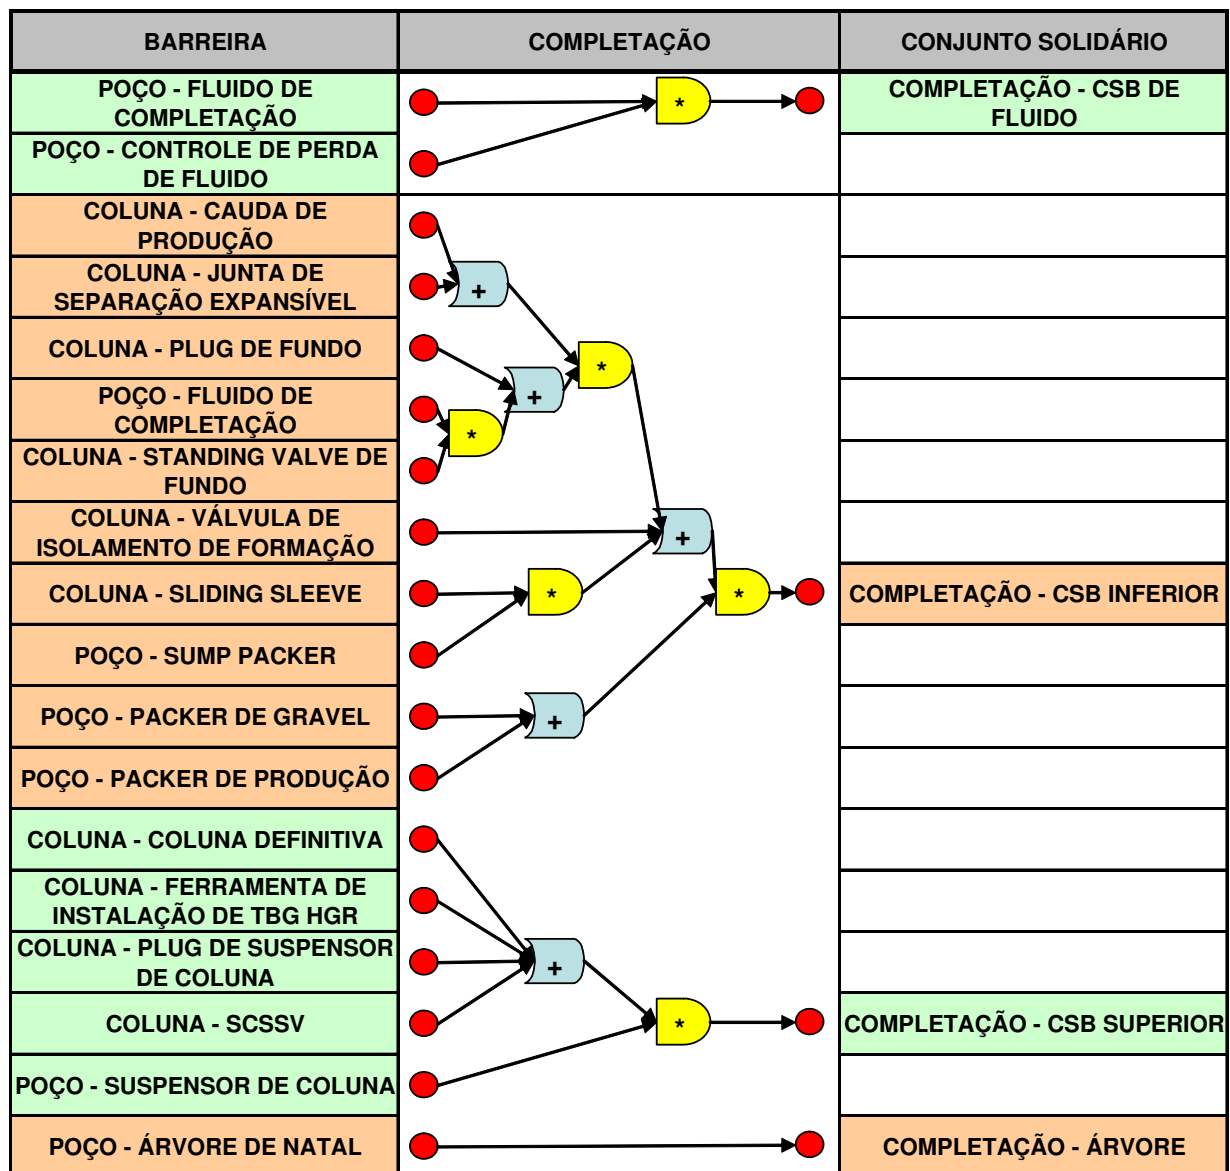 BARREIRA
COMPLETAÇÃO
CONJUNTO SOLIDÁRIO
POÇO - FLUIDO DE
COMPLETAÇÃO
*
COMPLETAÇÃO - CSB DE
FLUIDO
POÇO - CONTROLE DE PERDA
DE FLUIDO
COLUNA - CAUDA DE
PRODUÇÃO
COLUNA - JUNTA DE
SEPARAÇÃO EXPANSÍVEL
+
COLUNA - PLUG DE FUNDO
*
+
POÇO - FLUIDO DE
COMPLETAÇÃO
*
COLUNA - STANDING VALVE DE
FUNDO
COLUNA - VÁLVULA DE
ISOLAMENTO DE FORMAÇÃO
+
COLUNA - SLIDING SLEEVE
*
*
COMPLETAÇÃO - CSB INFERIOR
POÇO - SUMP PACKER
POÇO - PACKER DE GRAVEL
+
POÇO - PACKER DE PRODUÇÃO
COLUNA - COLUNA DEFINITIVA
COLUNA - FERRAMENTA DE
INSTALAÇÃO DE TBG HGR
COLUNA - PLUG DE SUSPENSOR
DE COLUNA
+
COLUNA - SCSSV
*
COMPLETAÇÃO - CSB SUPERIOR
POÇO - SUSPENSOR DE COLUNA
POÇO - ÁRVORE DE NATAL
COMPLETAÇÃO - ÁRVORE